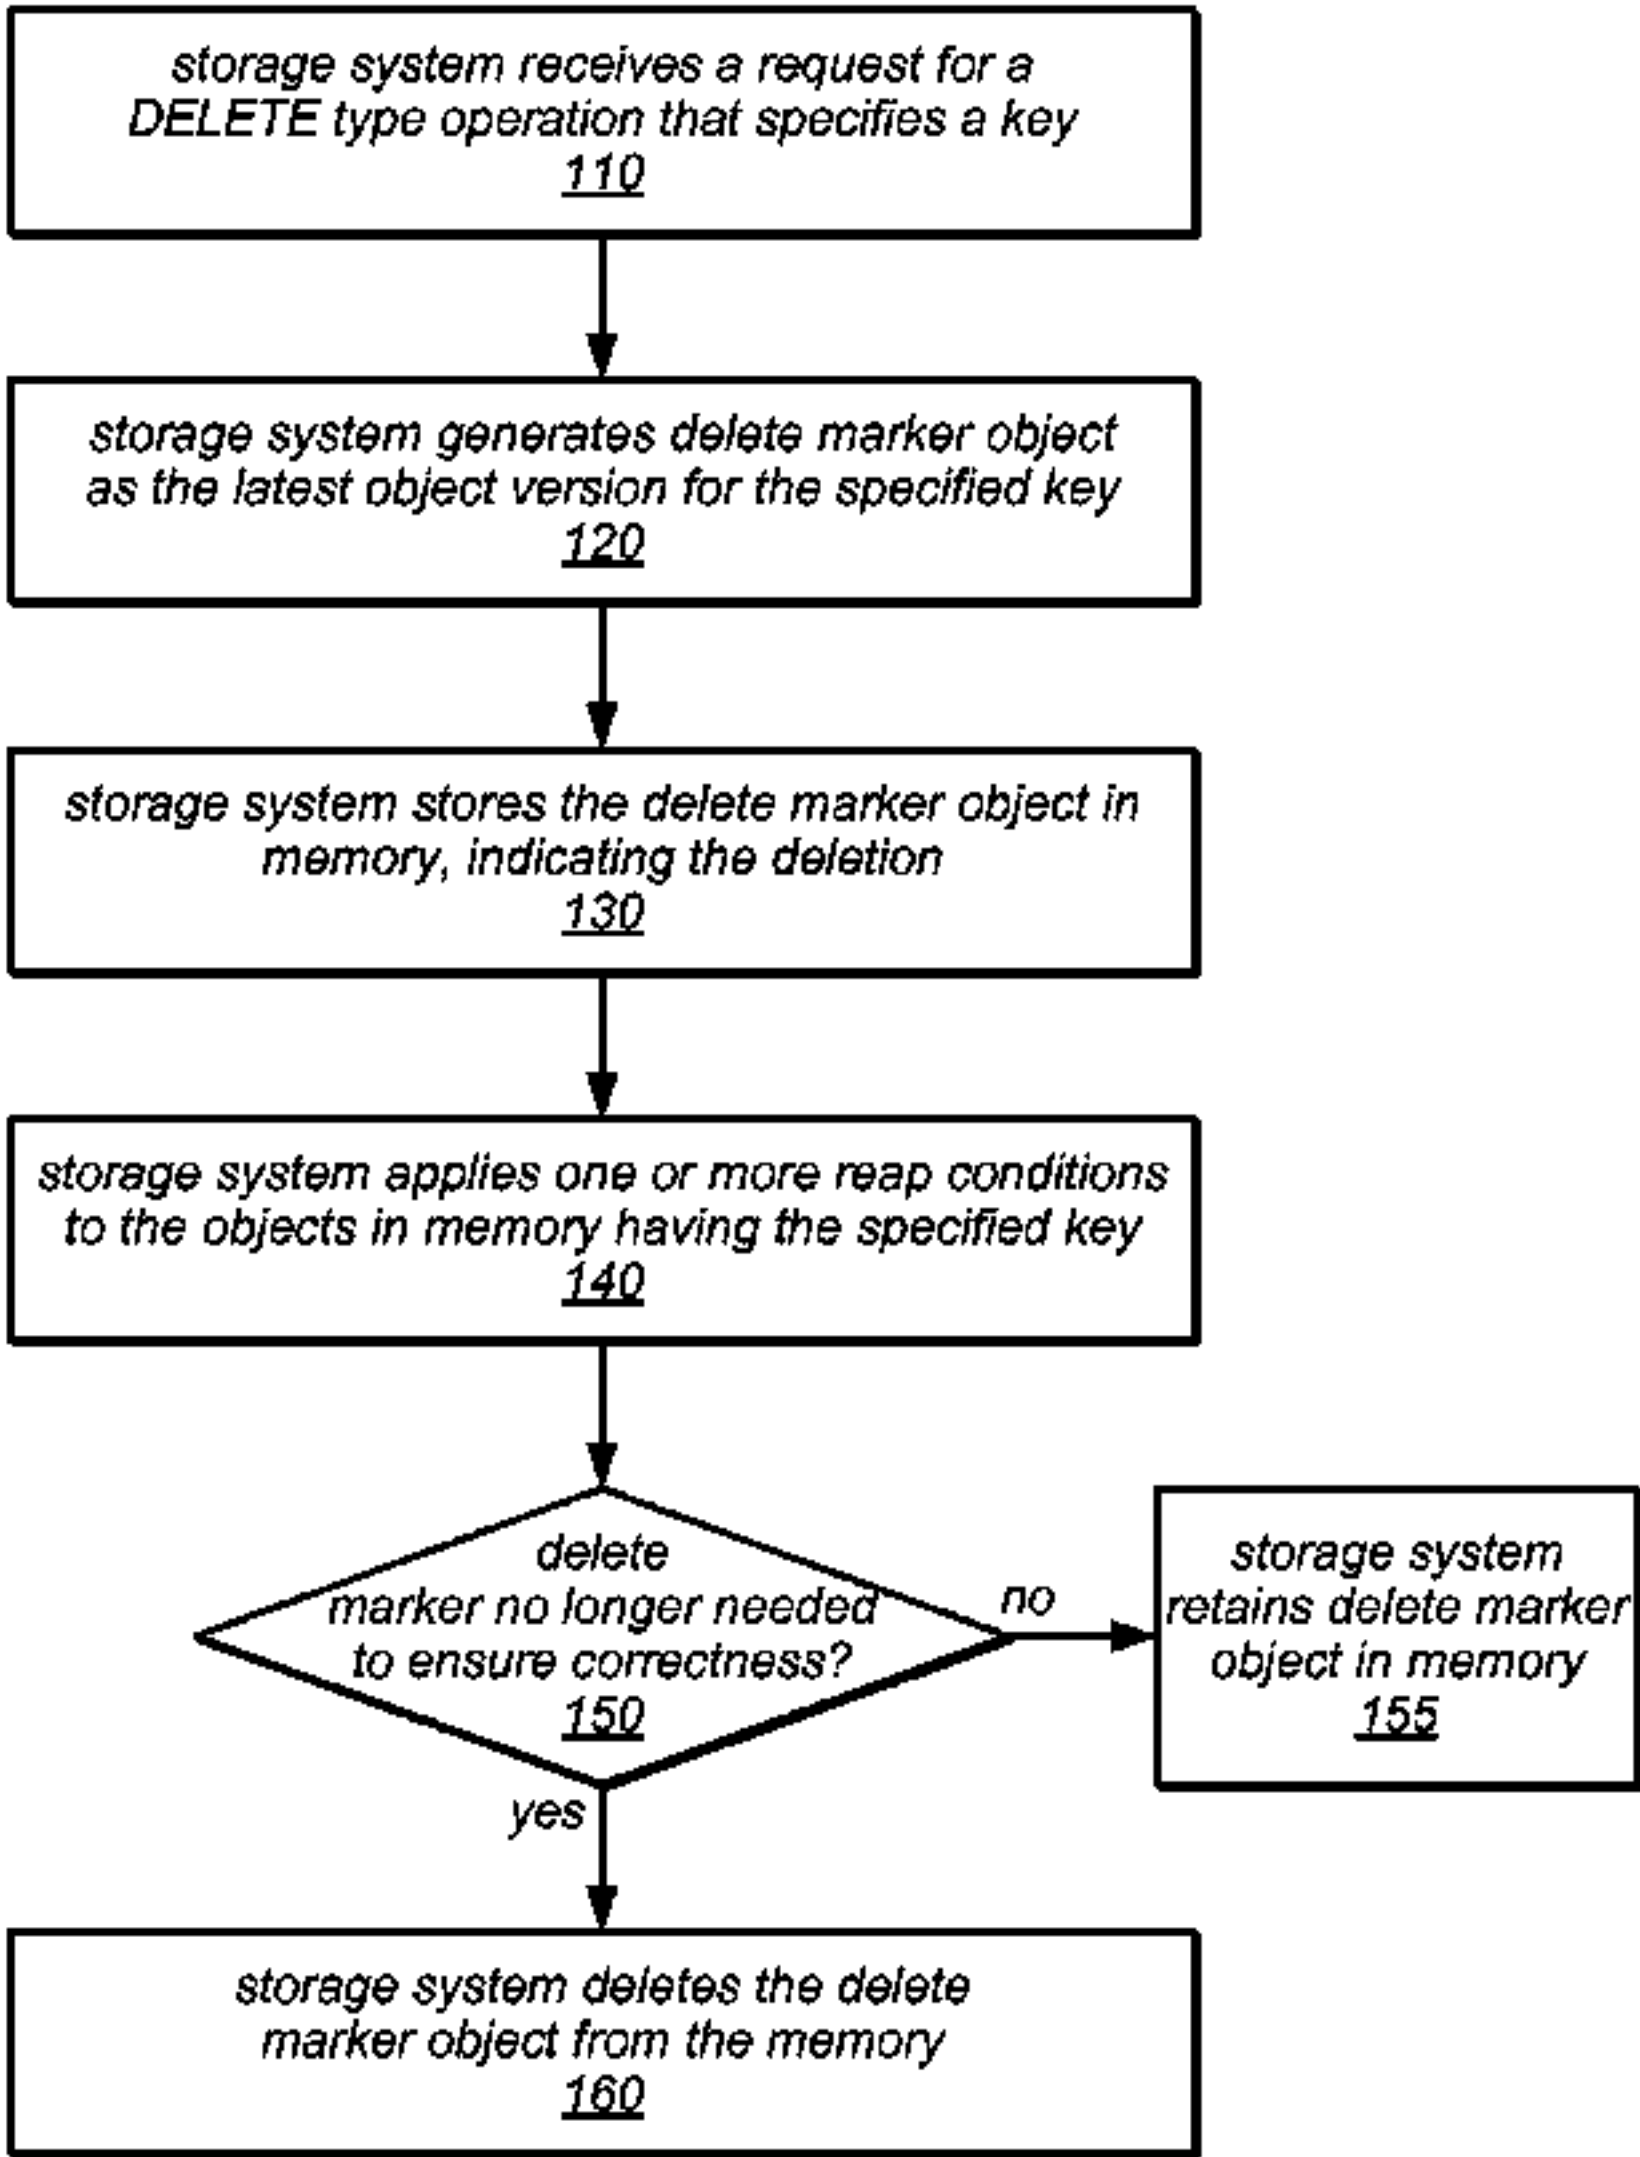 storage system receives a request for a
DELETE type operation that specifies a key
110
storage system generates delete marker object
as the latest object version for the specified key
120
storage system stores the delete marker object in
memory, indicating the deletion
130
storage system applies one or more reap conditions
to the objects in memory having the specified key
140
delete
marker no longer needed
to ensure correctness?
150
no
storage system
retains delete marker
object in memory
155
yes
storage system deletes the delete
marker object from the memory
160